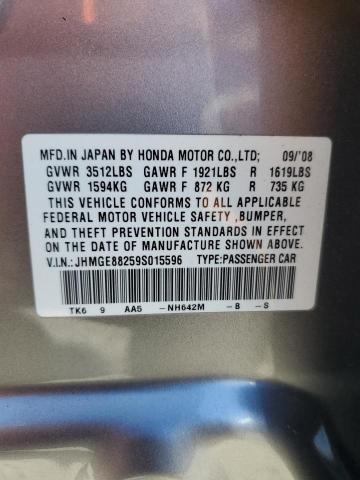 MFD.IN JAPAN BY HONDA MOTOR CO.,LTD; 09/'08
GVWR 3512LBS GAWR F 1921LBS R 1619LBS
GVWR 1594KG GAWR F 872 KG R 735 KG
THIS VEHICLE CONFORMS TO ALL APPLICABLE
FEDERAL MOTOR VEHICLE SAFETY ,BUMPER,
AND THEFT PREVENTION STANDARDS IN EFFECT
ON THE DATE OF MANUFACTURE SHOWN ABOVE.
V.I.N.: JHMGE88259S015596 TYPE:PASSENGER CAR
TK6 9 AA5 -NH642M -B -S